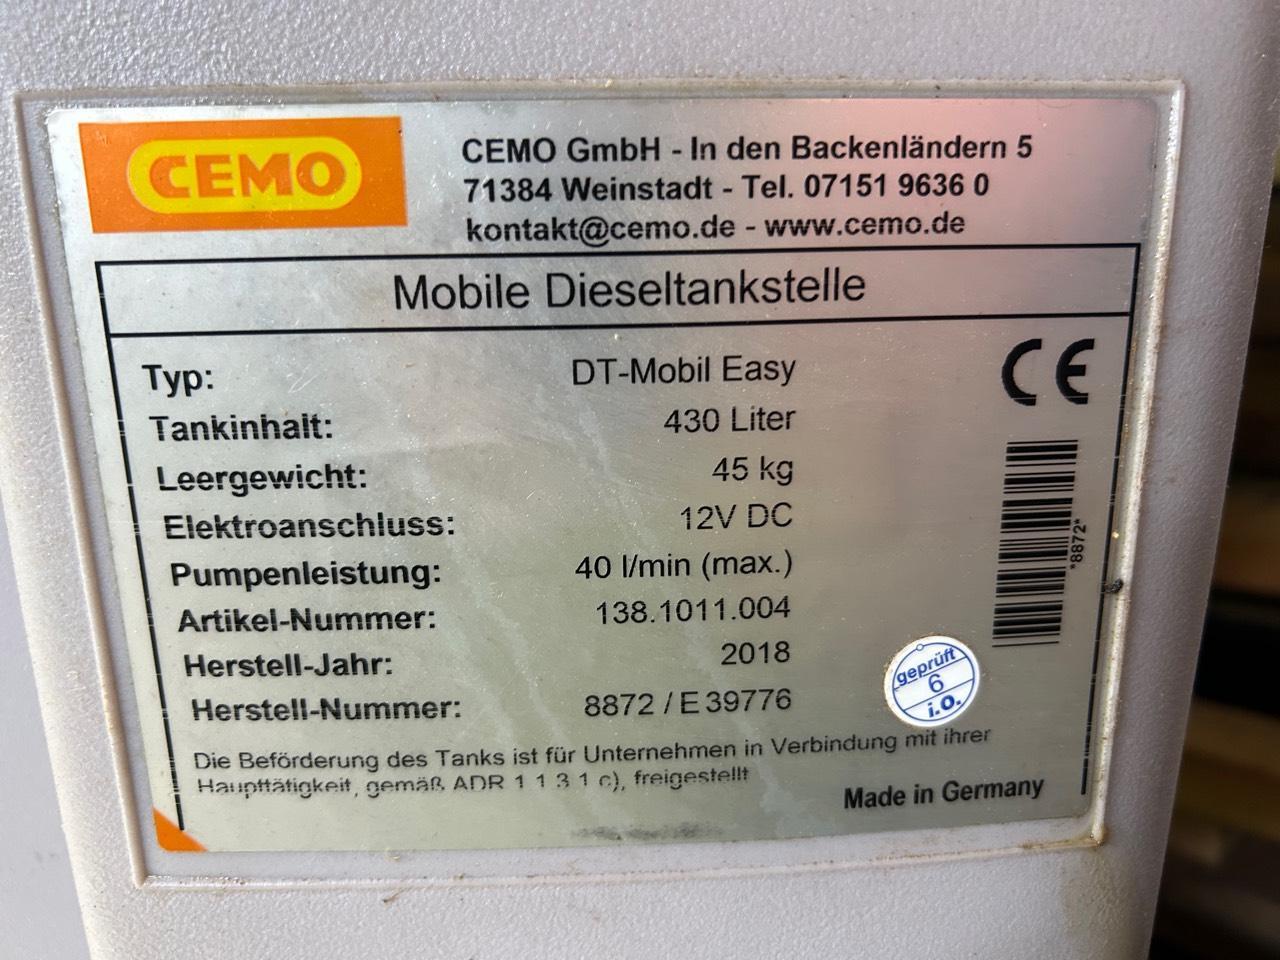 CEMO
CEMO GmbH - In den Backenländern 5
71384 Weinstadt - Tel. 07151 9636 0
kontakt@cemo.de - www.cemo.de
Mobile Dieseltankstelle
CE
Typ: DT-Mobil Easy
Tankinhalt: 430 Liter
Leergewicht: 45 kg
Elektroanschluss: 12V DC
Pumpenleistung: 40 l/min (max.)
Artikel-Nummer: 138.1011.004
Herstell-Jahr: 2018
Herstell-Nummer: 8872 / E 39776
*8872*
geprüft
6
i.O.
Die Beförderung des Tanks ist für Unternehmen in Verbindung mit ihrer
Haupttätigkeit, gemäß ADR 1 1 3 1 c), freigestellt
Made in Germany